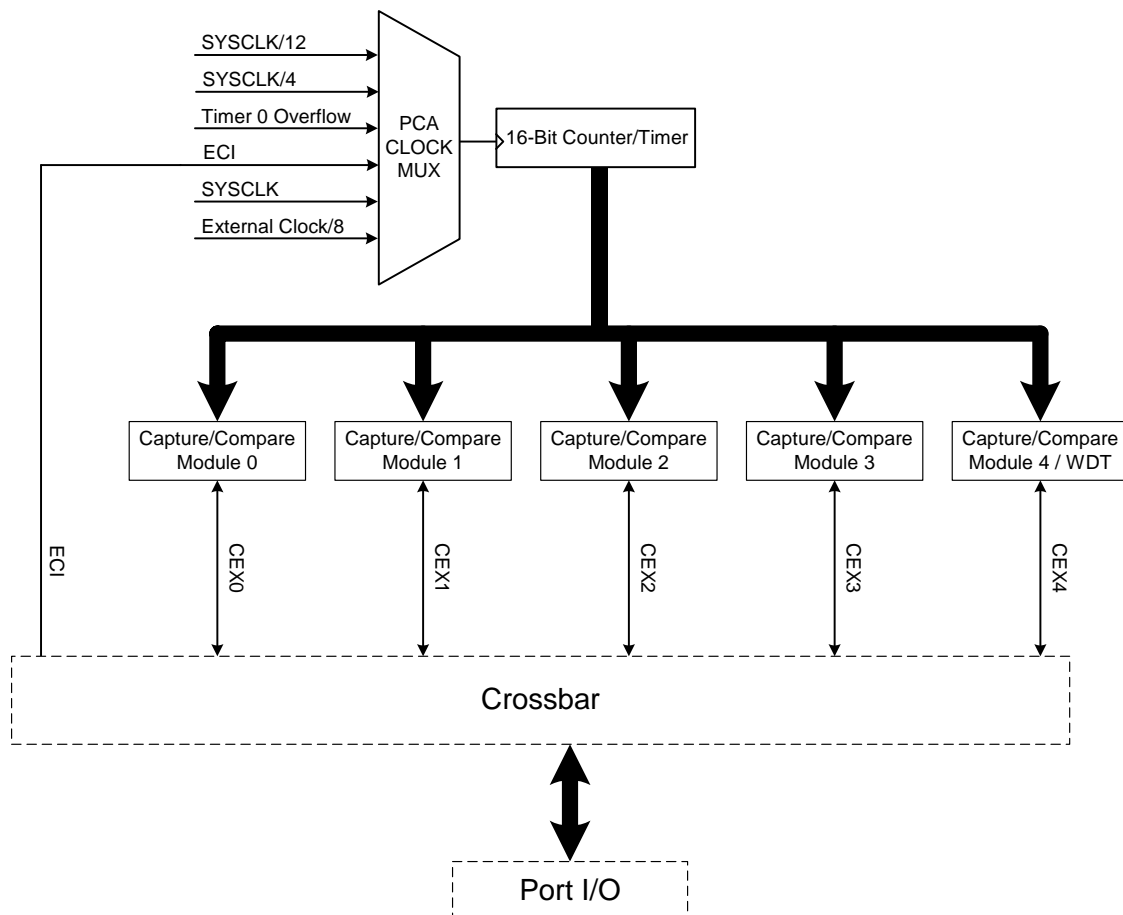 SYSCLK/12
SYSCLK/4
Timer 0 Overflow
ECI
SYSCLK
External Clock/8
PCA
CLOCK
MUX
16-Bit Counter/Timer
Capture/Compare
Module 0
Capture/Compare
Module 1
Capture/Compare
Module 2
Capture/Compare
Module 3
Capture/Compare
Module 4 / WDT
ECI
CEX0
CEX1
CEX2
CEX3
CEX4
Crossbar
Port I/O